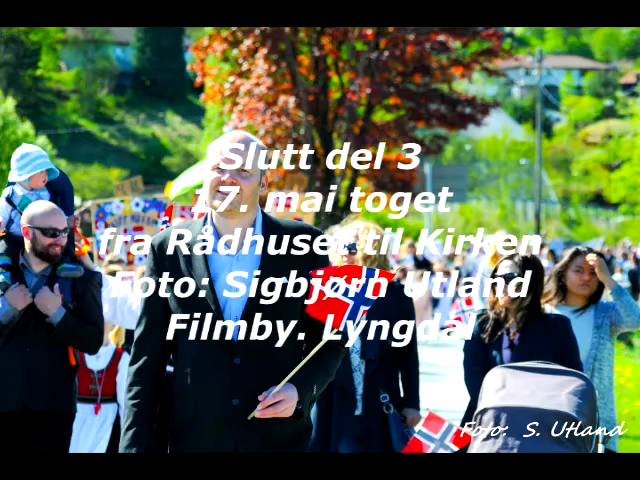 Slutt del 3
17. mai toget
fra Rådhuset til Kirken
Foto: Sigbjørn Utland
Filmby. Lyngdal
Foto: S. Utland